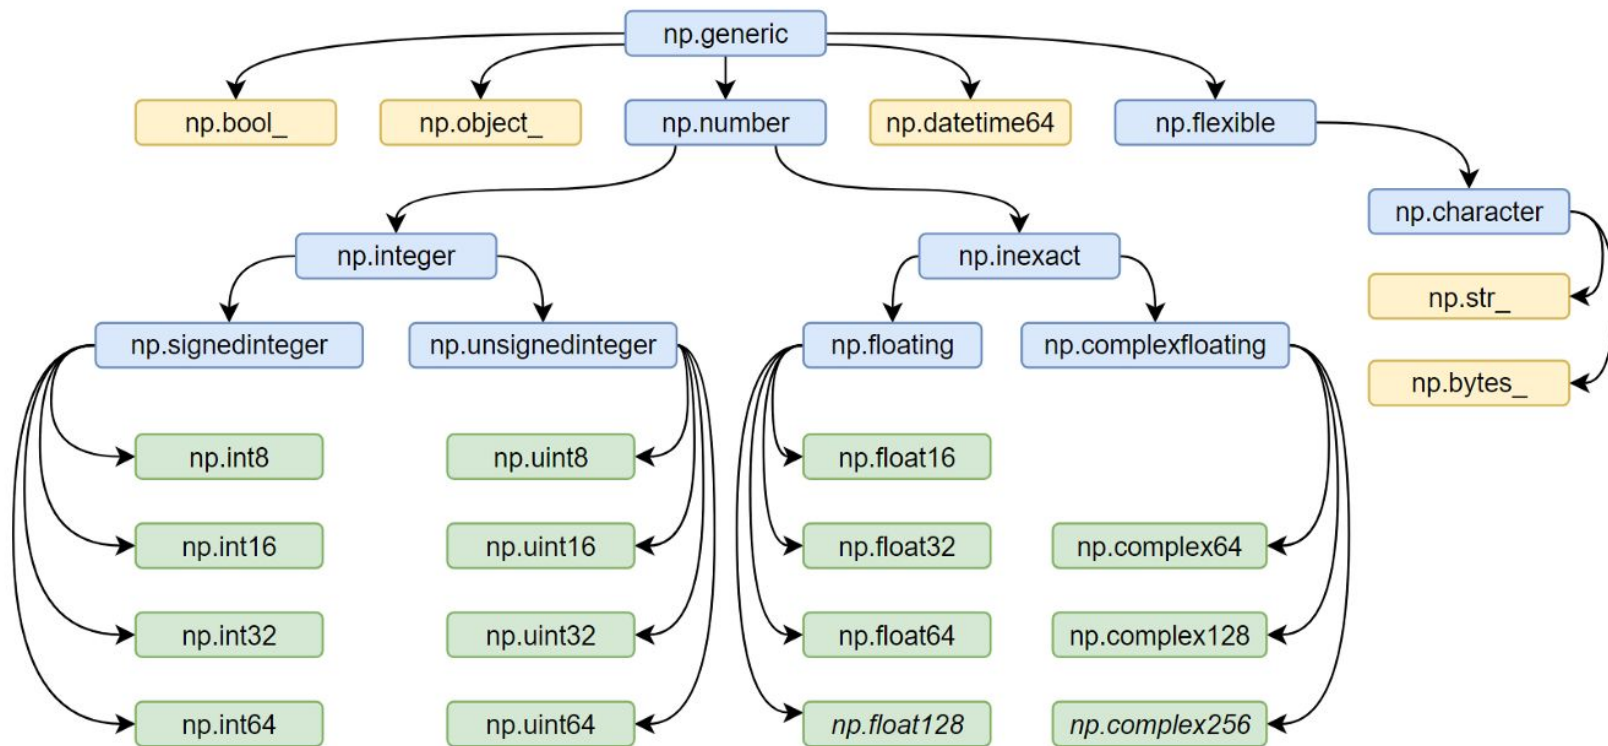 np.generic
np.bool_
np.object_
np.number
np.datetime64
np.flexible
np.character
np.integer
np.inexact
np.str_
np.signedinteger
np.unsignedinteger
np.floating
np.complexfloating
np.bytes_
np.int8
np.uint8
np.float16
np.int16
np.uint16
np.float32
np.complex64
np.int32
np.uint32
np.float64
np.complex128
np.int64
np.uint64
np.float128
np.complex256